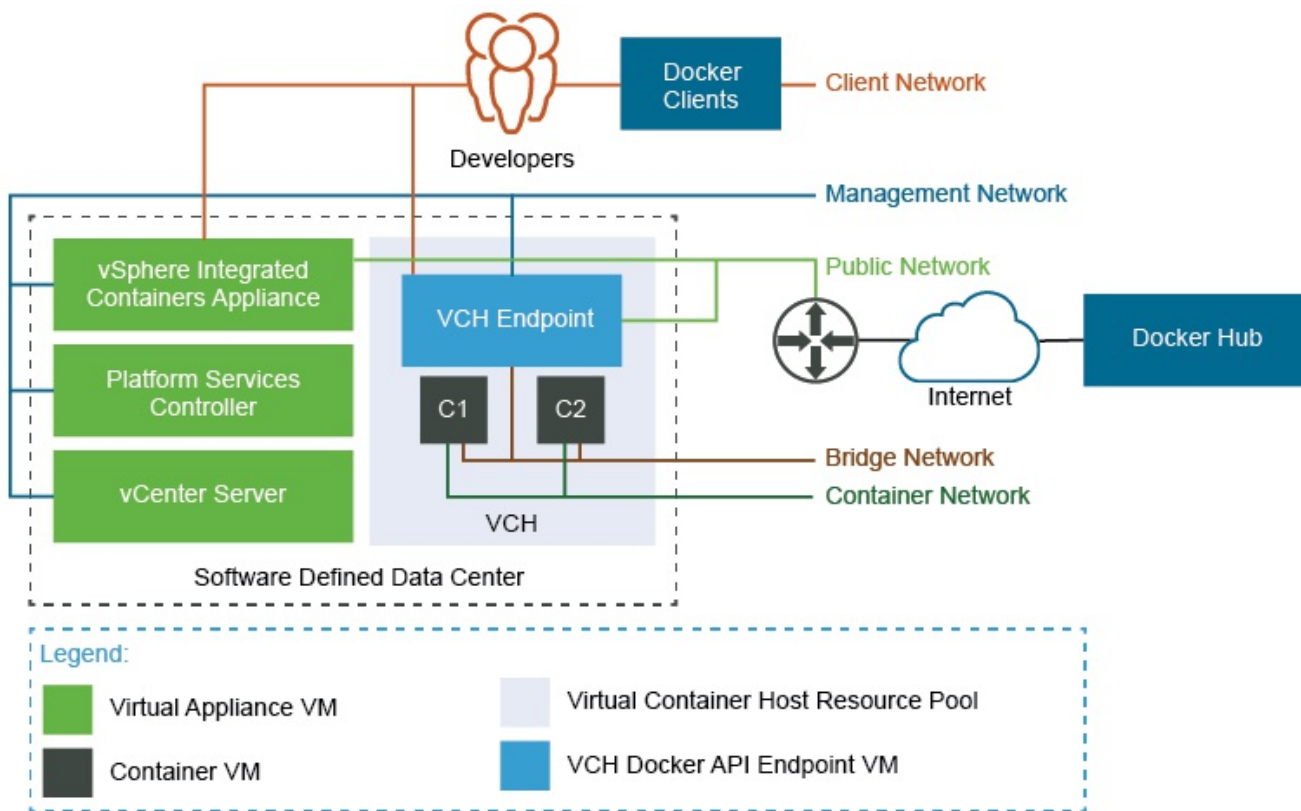 Docker
Clients
Client Network
Developers
Management Network
vSphere Integrated
Containers Appliance
Public Network
VCH Endpoint
Docker Hub
Platform Services
Controller
C1
C2
Internet
vCenter Server
Bridge Network
Container Network
VCH
Software Defined Data Center
Legend:
Virtual Appliance VM
Virtual Container Host Resource Pool
Container VM
VCH Docker API Endpoint VM